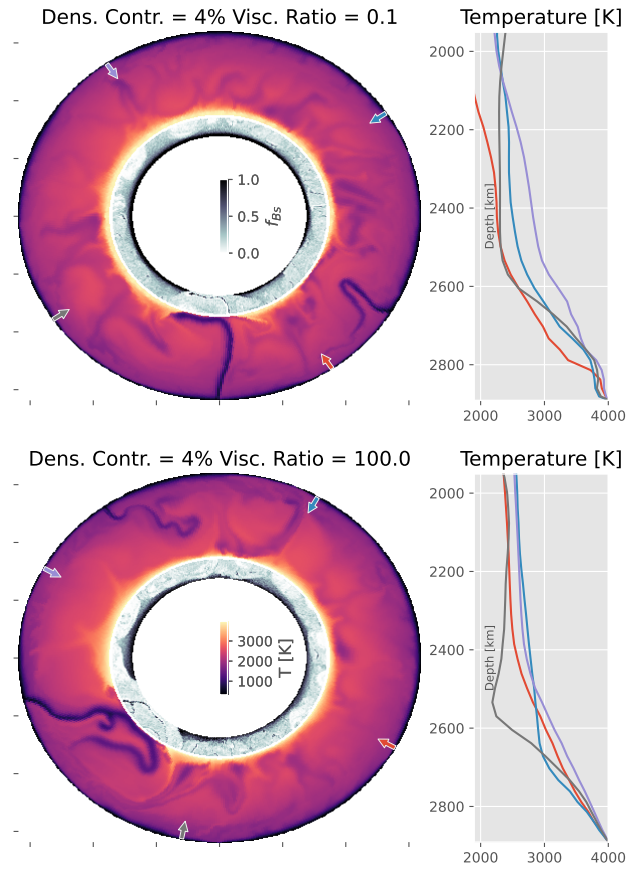 Dens. Contr. = 4% Visc. Ratio = 0.1
Temperature [K]
1.0
0.5
0.0
f_Bs
2000
2200
2400
2600
2800
Depth [km]
2000 3000 4000
Dens. Contr. = 4% Visc. Ratio = 100.0
Temperature [K]
3000
2000
1000
T [K]
2000
2200
2400
2600
2800
Depth [km]
2000 3000 4000